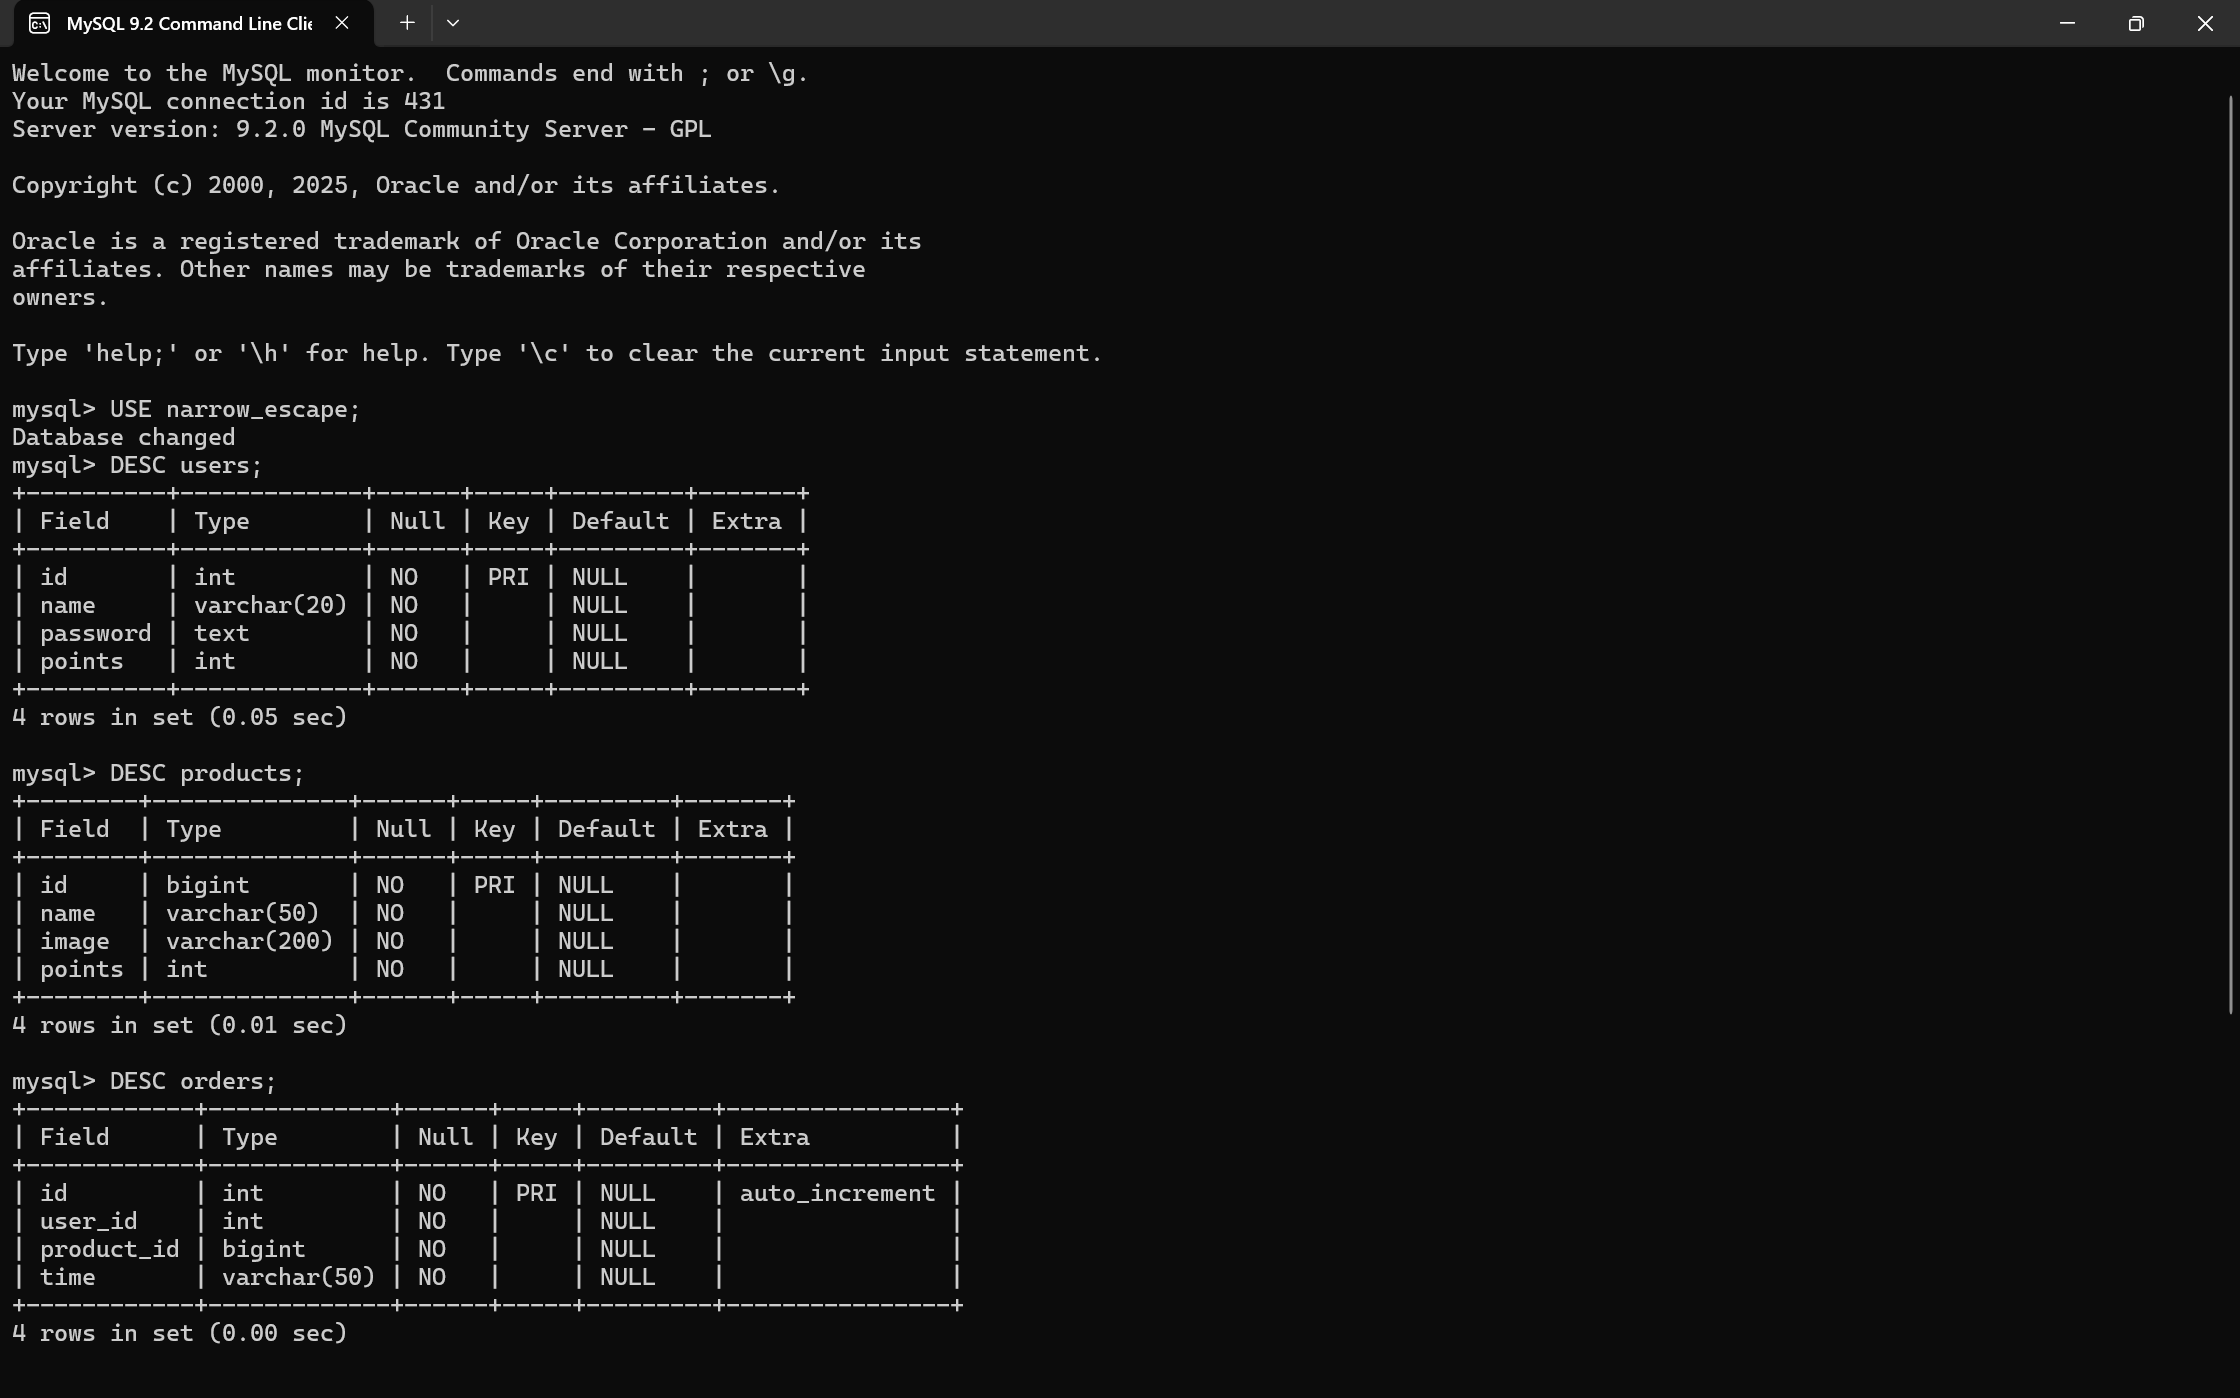 MySQL 9.2 Command Line Clie
Welcome to the MySQL monitor.  Commands end with ; or \g.
Your MySQL connection id is 431
Server version: 9.2.0 MySQL Community Server - GPL
Copyright (c) 2000, 2025, Oracle and/or its affiliates.
Oracle is a registered trademark of Oracle Corporation and/or its
affiliates. Other names may be trademarks of their respective
owners.
Type 'help;' or '\h' for help. Type '\c' to clear the current input statement.
mysql> USE narrow_escape;
Database changed
mysql> DESC users;
+----------+-------------+------+-----+---------+-------+
| Field    | Type        | Null | Key | Default | Extra |
+----------+-------------+------+-----+---------+-------+
| id       | int         | NO   | PRI | NULL    |       |
| name     | varchar(20) | NO   |     | NULL    |       |
| password | text        | NO   |     | NULL    |       |
| points   | int         | NO   |     | NULL    |       |
+----------+-------------+------+-----+---------+-------+
4 rows in set (0.05 sec)
mysql> DESC products;
+--------+--------------+------+-----+---------+-------+
| Field  | Type         | Null | Key | Default | Extra |
+--------+--------------+------+-----+---------+-------+
| id     | bigint       | NO   | PRI | NULL    |       |
| name   | varchar(50)  | NO   |     | NULL    |       |
| image  | varchar(200) | NO   |     | NULL    |       |
| points | int          | NO   |     | NULL    |       |
+--------+--------------+------+-----+---------+-------+
4 rows in set (0.01 sec)
mysql> DESC orders;
+------------+-------------+------+-----+---------+----------------+
| Field      | Type        | Null | Key | Default | Extra          |
+------------+-------------+------+-----+---------+----------------+
| id         | int         | NO   | PRI | NULL    | auto_increment |
| user_id    | int         | NO   |     | NULL    |                |
| product_id | bigint      | NO   |     | NULL    |                |
| time       | varchar(50) | NO   |     | NULL    |                |
+------------+-------------+------+-----+---------+----------------+
4 rows in set (0.00 sec)